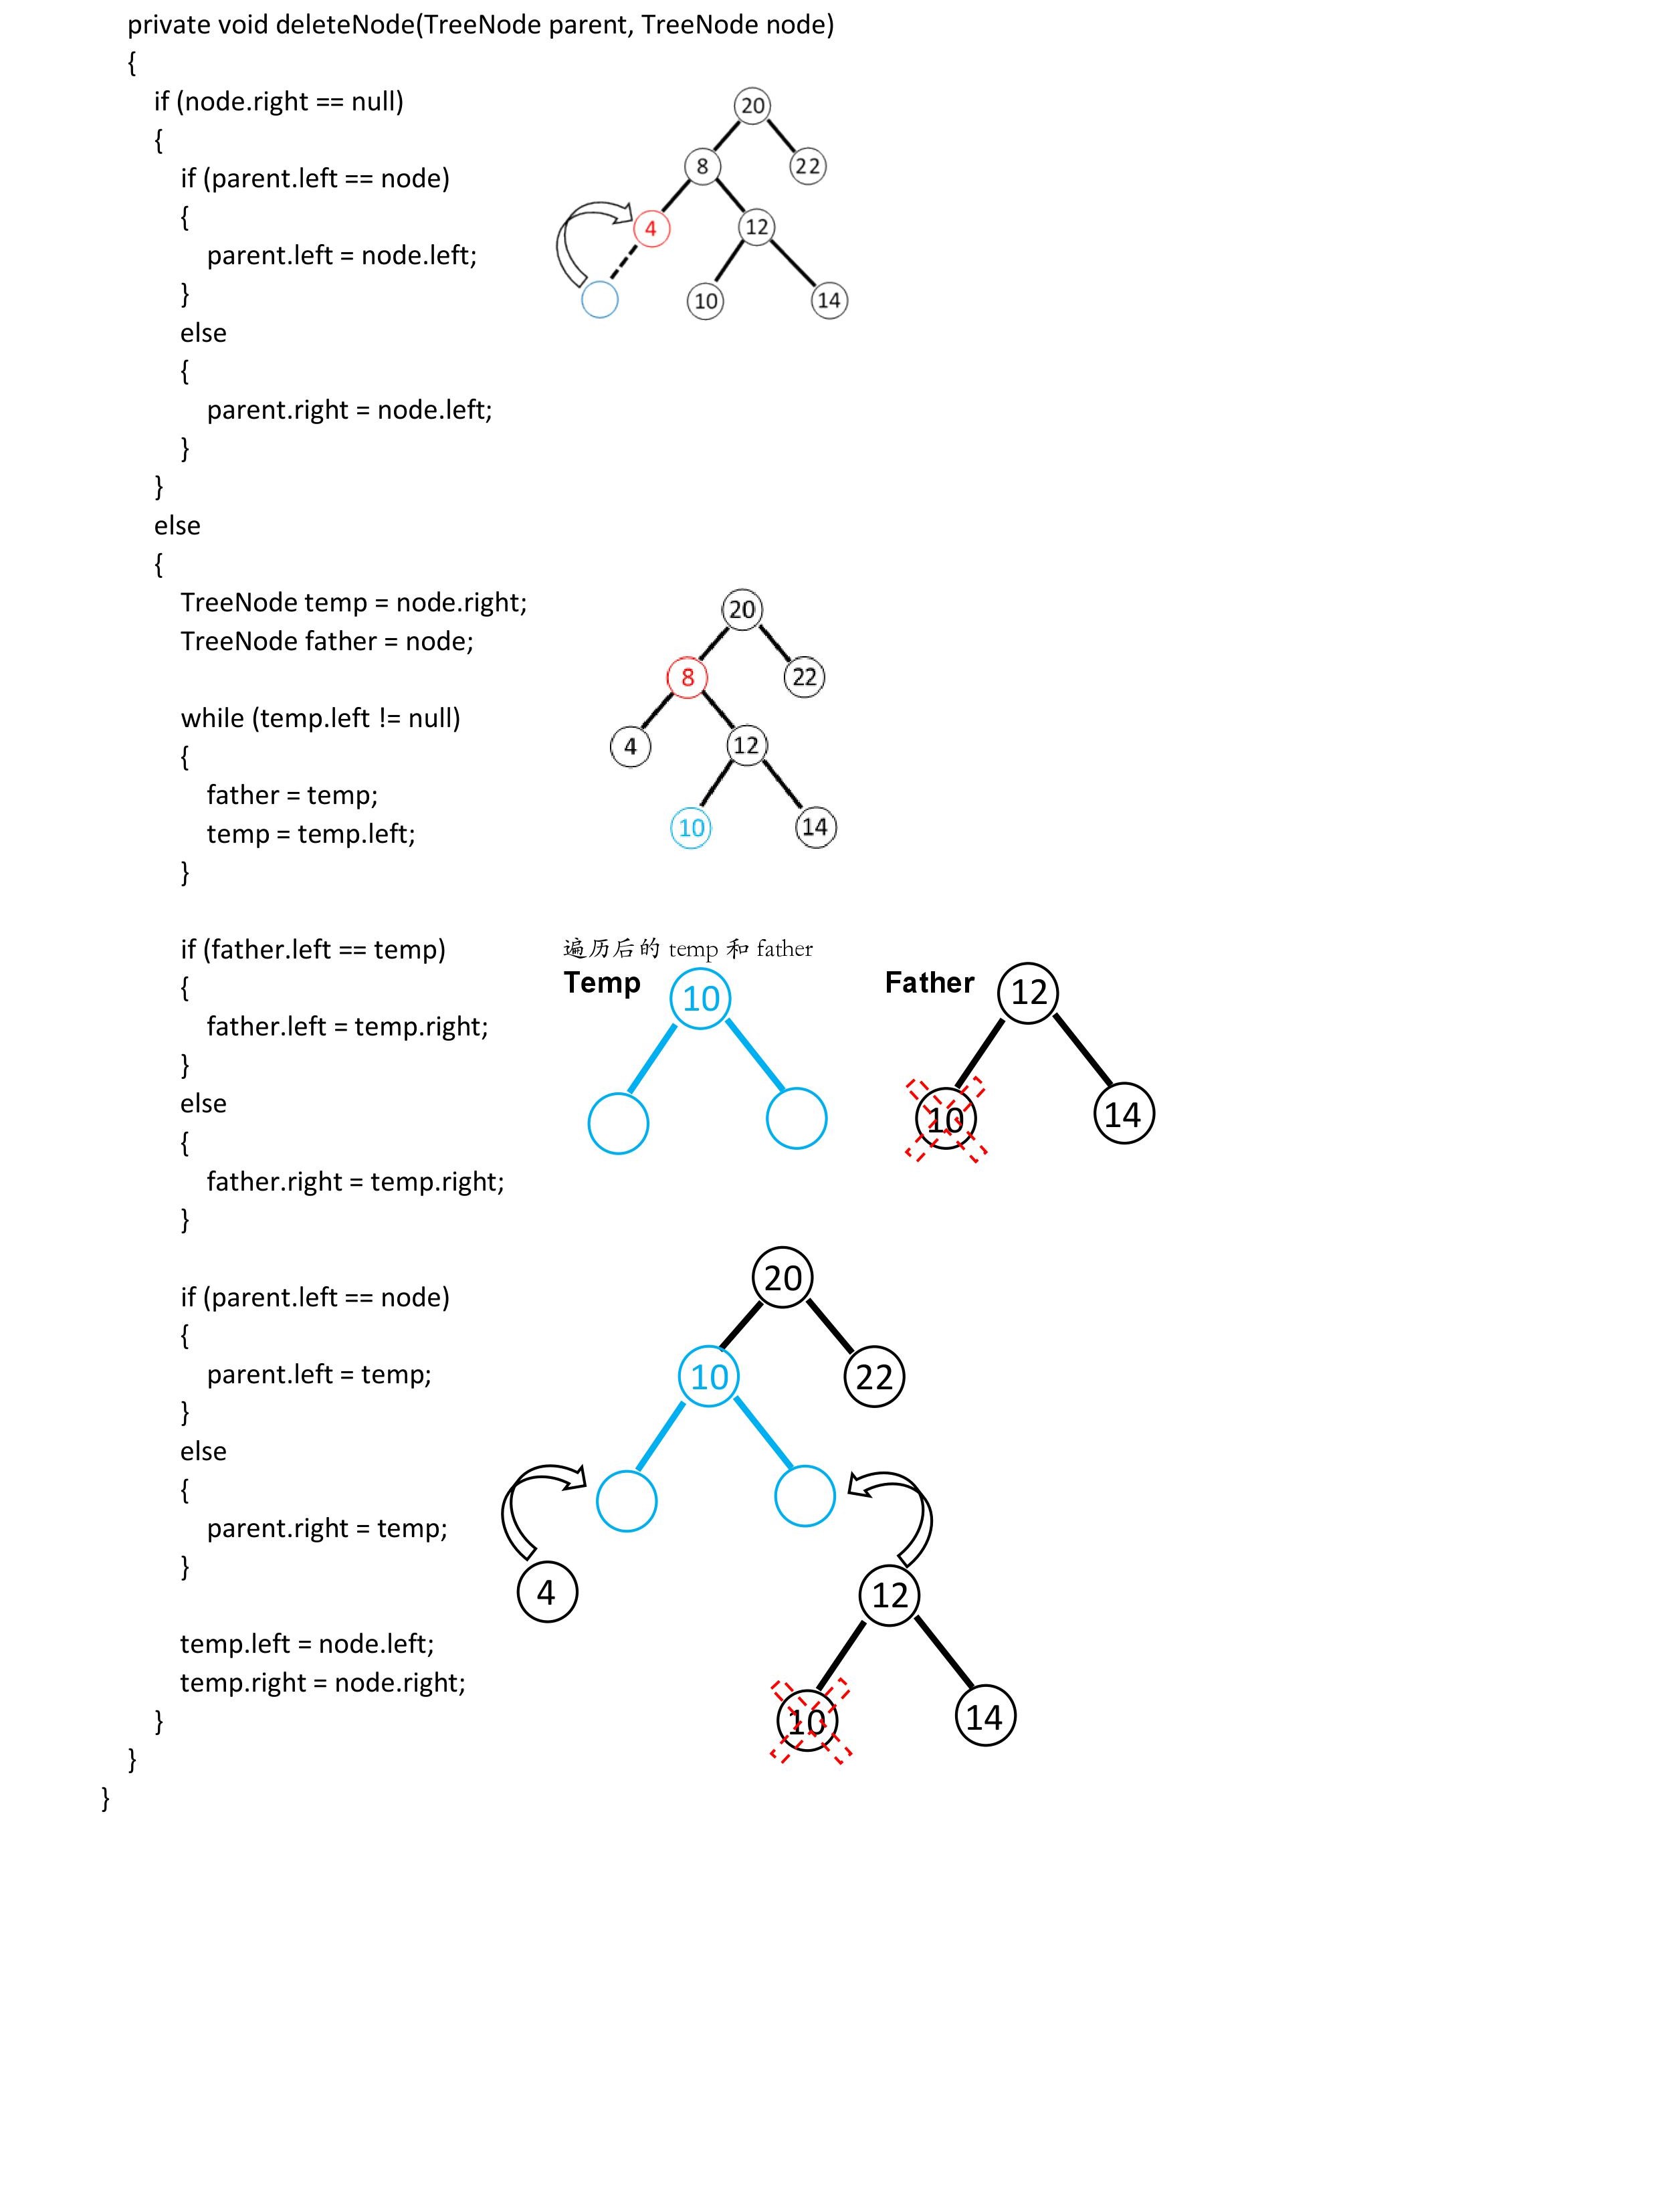 private void deleteNode(TreeNode parent, TreeNode node)
{
if (node.right == null)
{
if (parent.left == node)
{
parent.left = node.left;
}
else
{
parent.right = node.left;
}
}
else
{
20
8
22
4
12
10
14
TreeNode temp = node.right;
TreeNode father = node;
while (temp.left != null)
{
father = temp;
temp = temp.left;
}
20
8
22
4
12
10
14
if (father.left == temp)
{
father.left = temp.right;
}
else
{
father.right = temp.right;
}
遍历后的 temp 和 father
Temp
10
Father
12
10
14
if (parent.left == node)
{
parent.left = temp;
}
else
{
parent.right = temp;
}
temp.left = node.left;
temp.right = node.right;
}
}
}
20
10
22
4
12
10
14